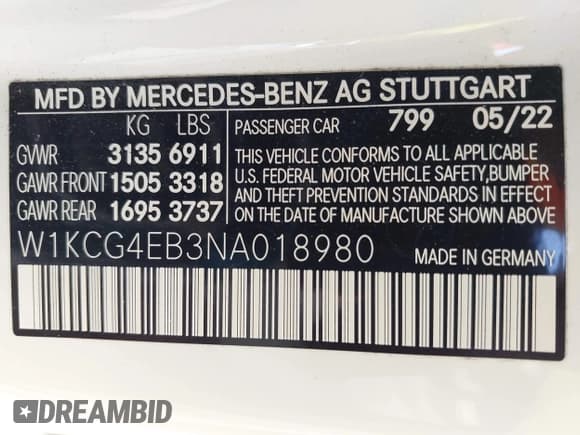 MFD BY MERCEDES-BENZ AG STUTTGART
KG LBS
PASSENGER CAR 799 05/22
GVWR 3135 6911
GAWR FRONT 1505 3318
GAWR REAR 1695 3737
THIS VEHICLE CONFORMS TO ALL APPLICABLE
U.S. FEDERAL MOTOR VEHICLE SAFETY,BUMPER
AND THEFT PREVENTION STANDARDS IN EFFECT
ON THE DATE OF MANUFACTURE SHOWN ABOVE
W1KCG4EB3NA018980
MADE IN GERMANY
DREAMBID